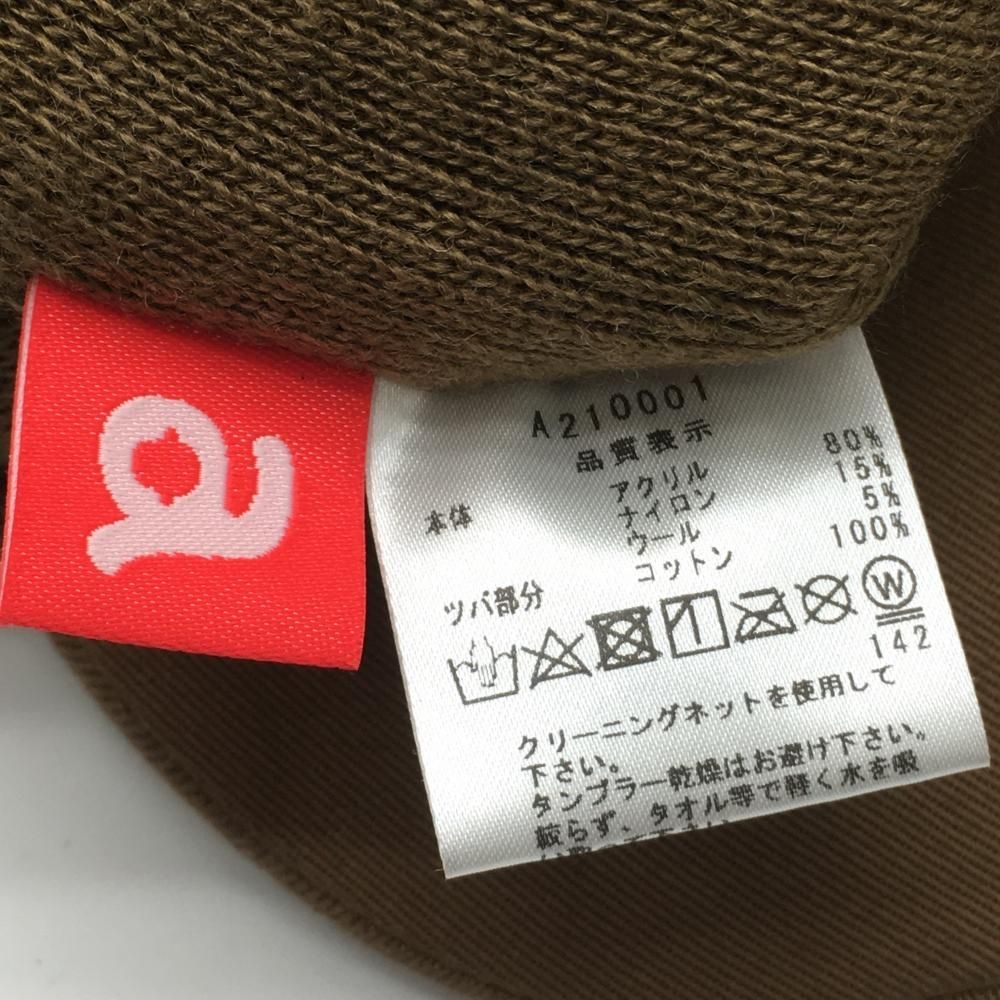 A210001
品質表示
本体 アクリル 80%
ナイロン 15%
ウール 5%
ツバ部分 コットン 100%
W
142
クリーニングネットを使用して
下さい。
タンブラー乾燥はお避け下さい。
絞らず、タオル等で軽く水を吸